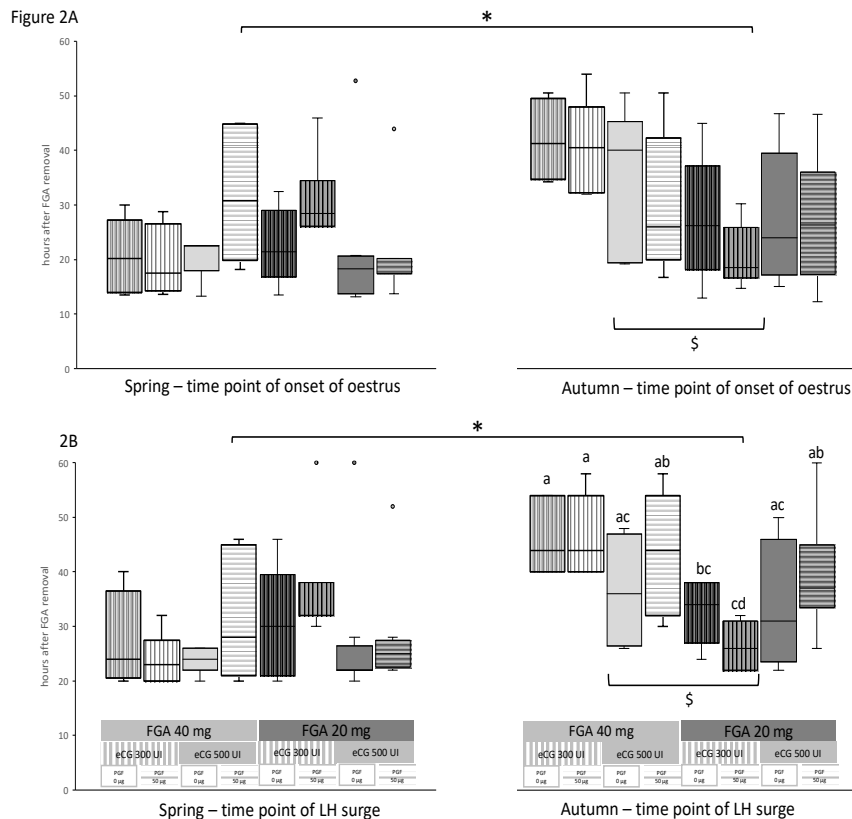 Figure 2A
*
60
50
40
30
20
10
0
hours after FGA removal
$
Spring – time point of onset of oestrus
Autumn – time point of onset of oestrus
2B
*
60
50
40
30
20
10
0
hours after FGA removal
a
a
ac
ab
bc
cd
ac
ab
$
FGA 40 mg
FGA 20 mg
eCG 300 UI
eCG 500 UI
eCG 300 UI
eCG 500 UI
PGF
0 µg
PGF
50 µg
PGF
0 µg
PGF
50 µg
PGF
0 µg
PGF
50 µg
PGF
0 µg
PGF
50 µg
FGA 40 mg
FGA 20 mg
eCG 300 UI
eCG 500 UI
eCG 300 UI
eCG 500 UI
PGF
0 µg
PGF
50 µg
PGF
0 µg
PGF
50 µg
PGF
0 µg
PGF
50 µg
PGF
0 µg
PGF
50 µg
Spring – time point of LH surge
Autumn – time point of LH surge